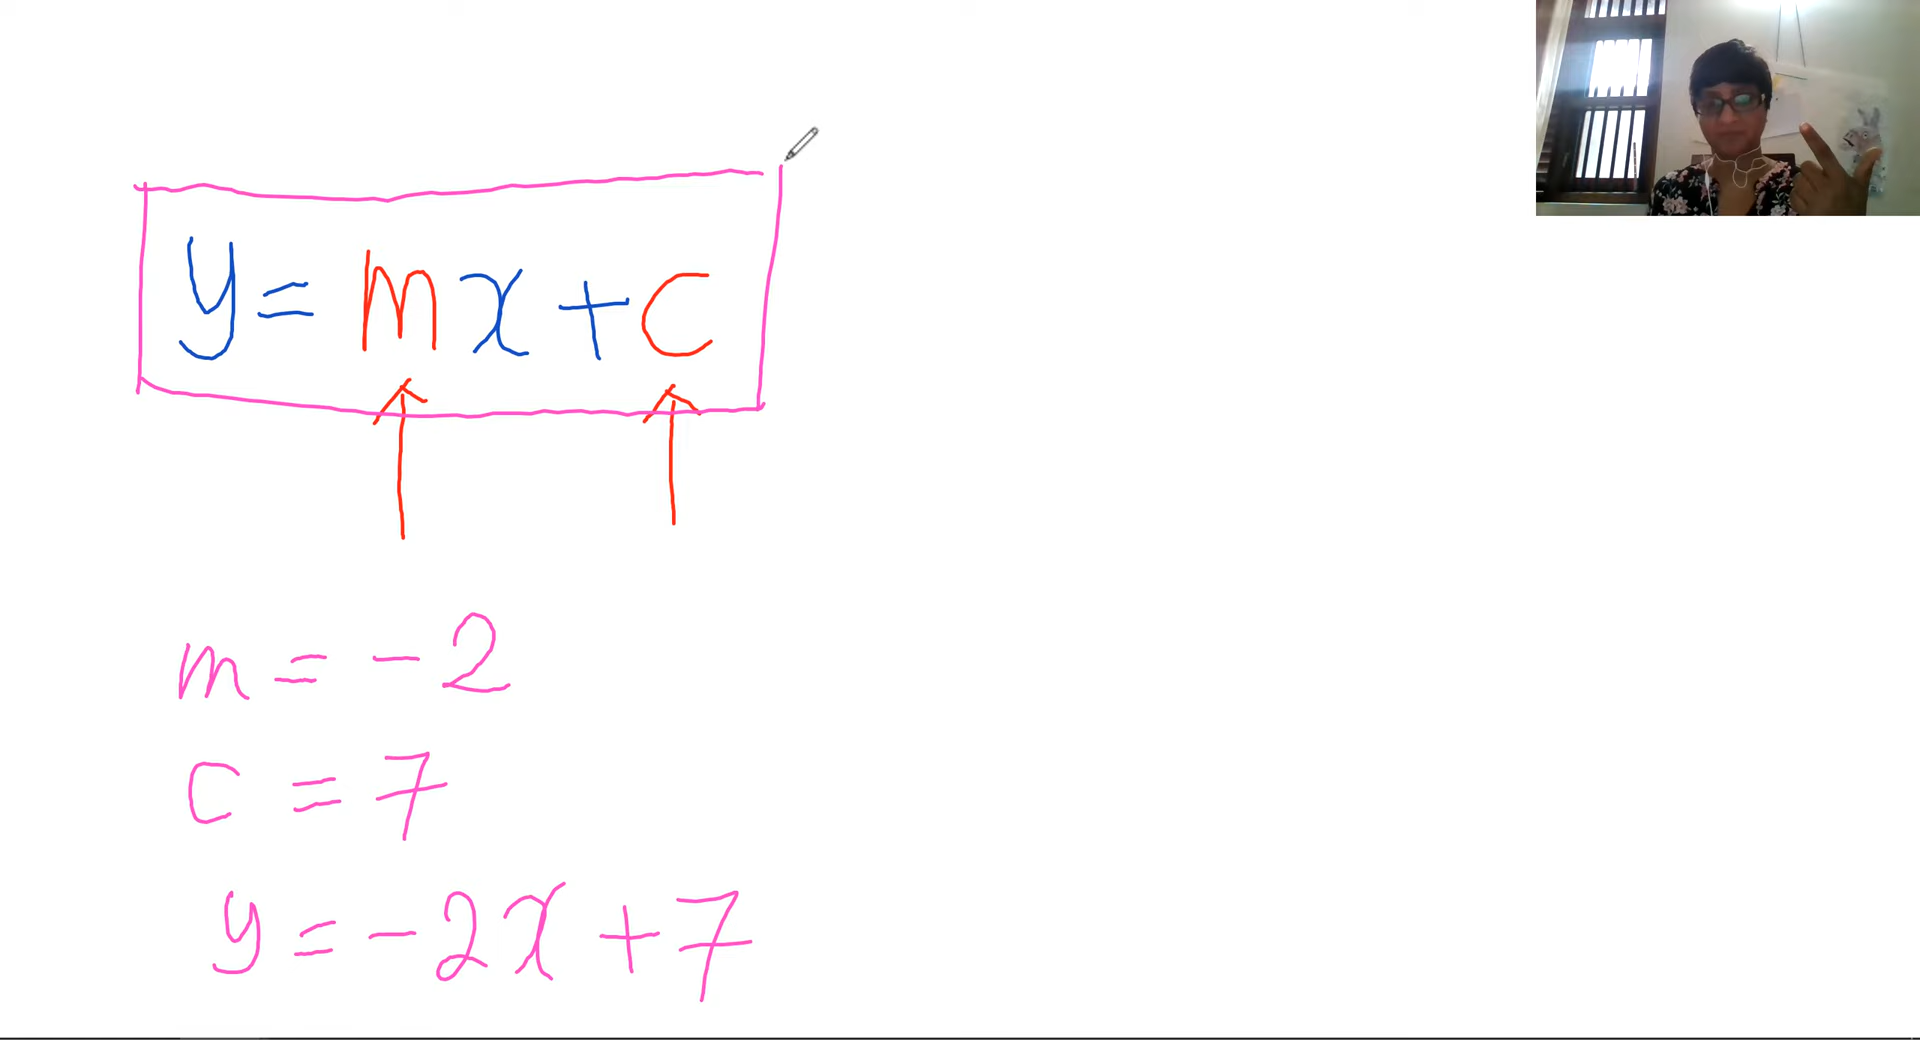 y = mx + c
m = -2
c = 7
y = -2x + 7